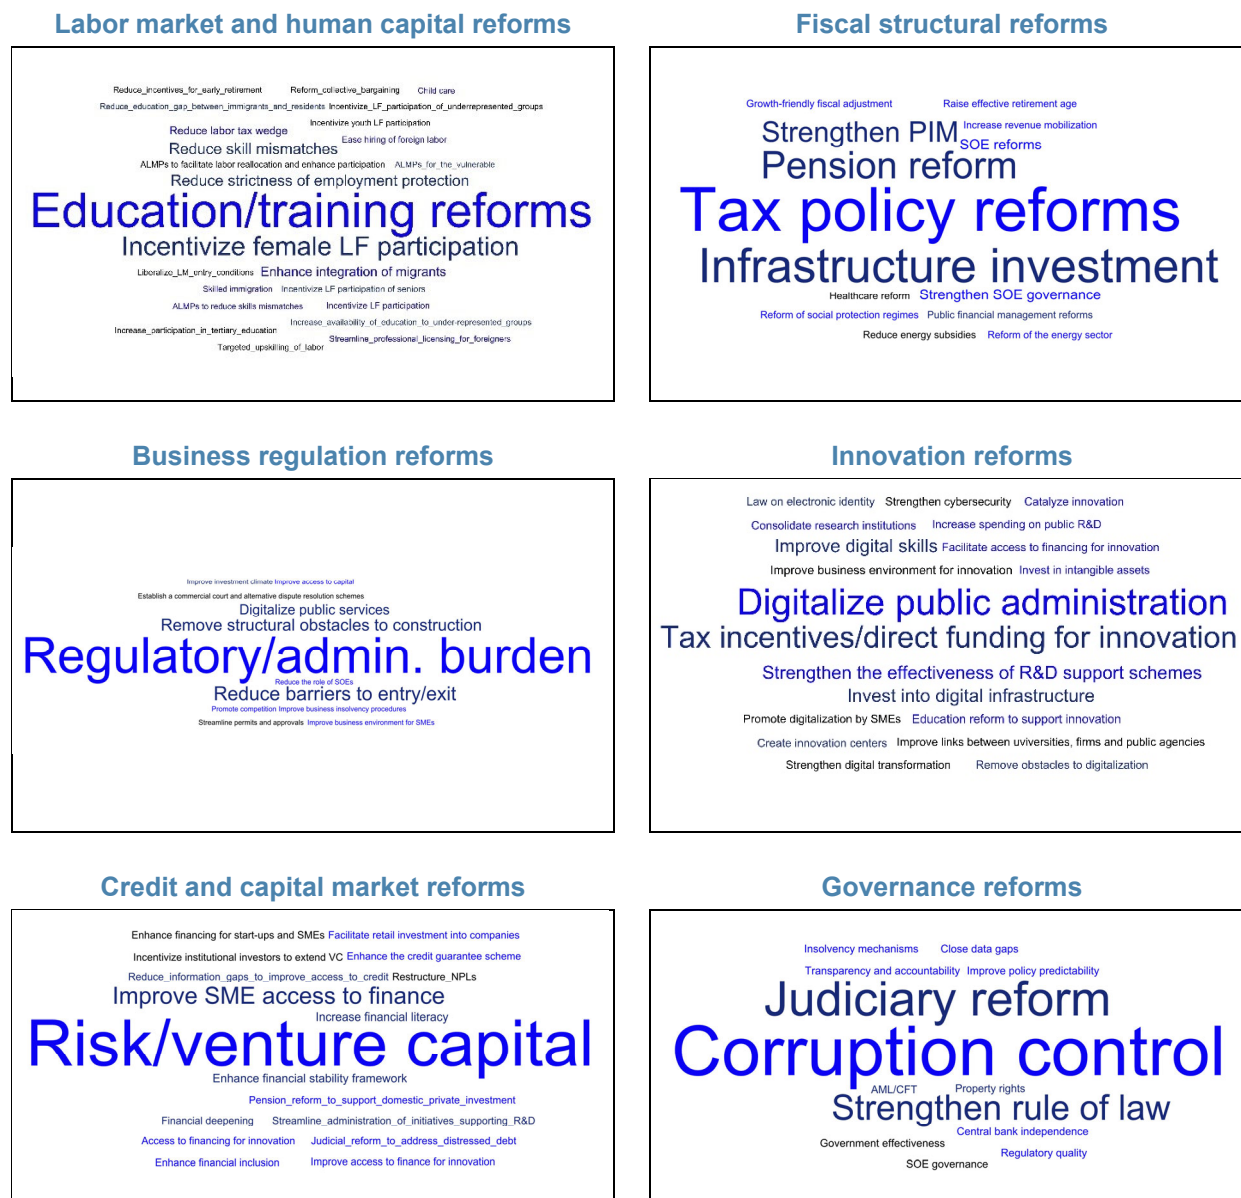 Labor market and human capital reforms
Reduce_incentives_for_early_retirement Reform_collective_bargaining Child care
Reduce_education_gap_between_immigrants_and_residents Incentivize_LF_participation_of_underrepresented_groups
Incentivize youth LF participation
Reduce labor tax wedge
Ease hiring of foreign labor
Reduce skill mismatches
ALMPs to facilitate labor reallocation and enhance participation ALMPs_for_the_vulnerable
Reduce strictness of employment protection
Education/training reforms
Incentivize female LF participation
Liberalize_LM_entry_conditions Enhance integration of migrants
Skilled immigration Incentivize LF participation of seniors
ALMPs to reduce skills mismatches Incentivize LF participation
Increase_availability_of_education_to_under-represented_groups
Increase_participation_in_tertiary_education
Streamline_professional_licensing_for_foreigners
Targeted_upskilling_of_labor
Fiscal structural reforms
Growth-friendly fiscal adjustment Raise effective retirement age
Strengthen PIM Increase revenue mobilization
SOE reforms
Pension reform
Tax policy reforms
Infrastructure investment
Healthcare reform Strengthen SOE governance
Reform of social protection regimes Public financial management reforms
Reduce energy subsidies Reform of the energy sector
Business regulation reforms
Improve investment climate Improve access to capital
Establish a commercial court and alternative dispute resolution schemes
Digitalize public services
Remove structural obstacles to construction
Regulatory/admin. burden
Reduce the role of SOEs
Reduce barriers to entry/exit
Promote competition Improve business insolvency procedures
Streamline permits and approvals Improve business environment for SMEs
Innovation reforms
Law on electronic identity Strengthen cybersecurity Catalyze innovation
Consolidate research institutions Increase spending on public R&D
Improve digital skills Facilitate access to financing for innovation
Improve business environment for innovation Invest in intangible assets
Digitalize public administration
Tax incentives/direct funding for innovation
Strengthen the effectiveness of R&D support schemes
Invest into digital infrastructure
Promote digitalization by SMEs Education reform to support innovation
Create innovation centers Improve links between uviversities, firms and public agencies
Strengthen digital transformation Remove obstacles to digitalization
Credit and capital market reforms
Enhance financing for start-ups and SMEs Facilitate retail investment into companies
Incentivize institutional investors to extend VC Enhance the credit guarantee scheme
Reduce_information_gaps_to_improve_access_to_credit Restructure_NPLs
Improve SME access to finance
Increase financial literacy
Risk/venture capital
Enhance financial stability framework
Pension_reform_to_support_domestic_private_investment
Financial deepening Streamline_administration_of_initiatives_supporting_R&D
Access to financing for innovation Judicial_reform_to_address_distressed_debt
Enhance financial inclusion Improve access to finance for innovation
Governance reforms
Insolvency mechanisms Close data gaps
Transparency and accountability Improve policy predictability
Judiciary reform
Corruption control
AML/CFT Property rights
Strengthen rule of law
Central bank independence
Government effectiveness
Regulatory quality
SOE governance